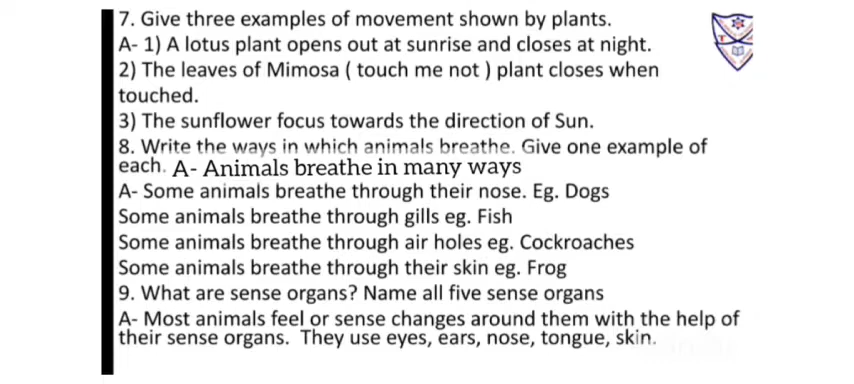 7. Give three examples of movement shown by plants.
A- 1) A lotus plant opens out at sunrise and closes at night.
2) The leaves of Mimosa ( touch me not ) plant closes when
touched.
3) The sunflower focus towards the direction of Sun.
8. Write the ways in which animals breathe. Give one example of
each. A- Animals breathe in many ways
A- Some animals breathe through their nose. Eg. Dogs
Some animals breathe through gills eg. Fish
Some animals breathe through air holes eg. Cockroaches
Some animals breathe through their skin eg. Frog
9. What are sense organs? Name all five sense organs
A- Most animals feel or sense changes around them with the help of
their sense organs.  They use eyes, ears, nose, tongue, skin.